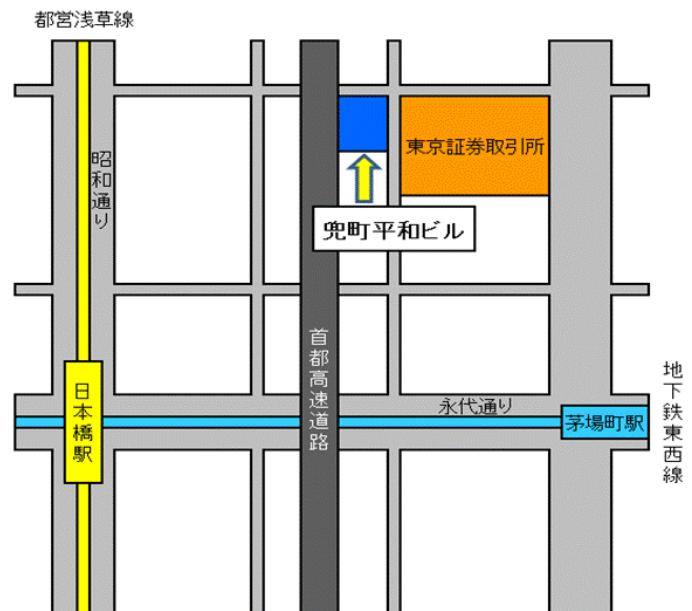 都営浅草線
昭和通り
東京証券取引所
兜町平和ビル
首都高速道路
地下鉄東西線
日本橋駅
永代通り
茅場町駅